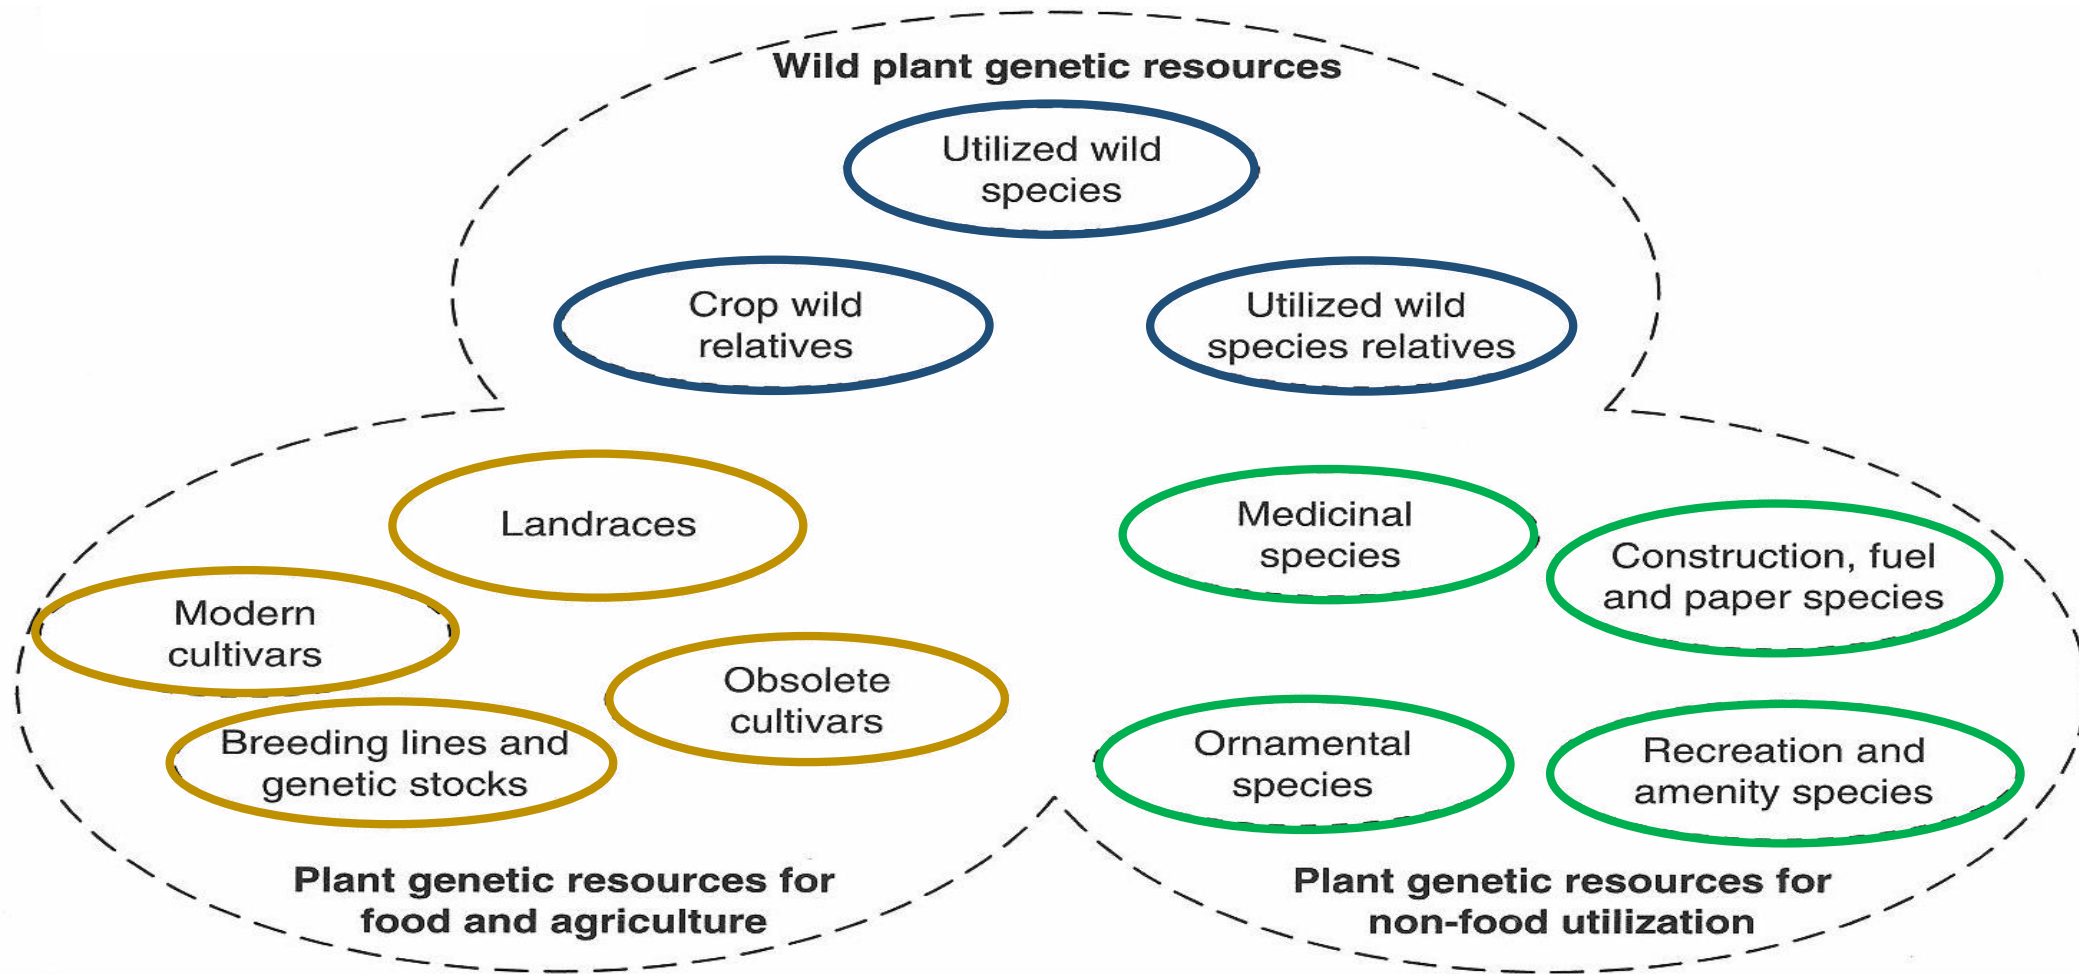 Wild plant genetic resources
Utilized wild
species
Crop wild
relatives
Utilized wild
species relatives
Landraces
Medicinal
species
Construction, fuel
and paper species
Modern
cultivars
Obsolete
cultivars
Breeding lines and
genetic stocks
Ornamental
species
Recreation and
amenity species
Plant genetic resources for
food and agriculture
Plant genetic resources for
non-food utilization